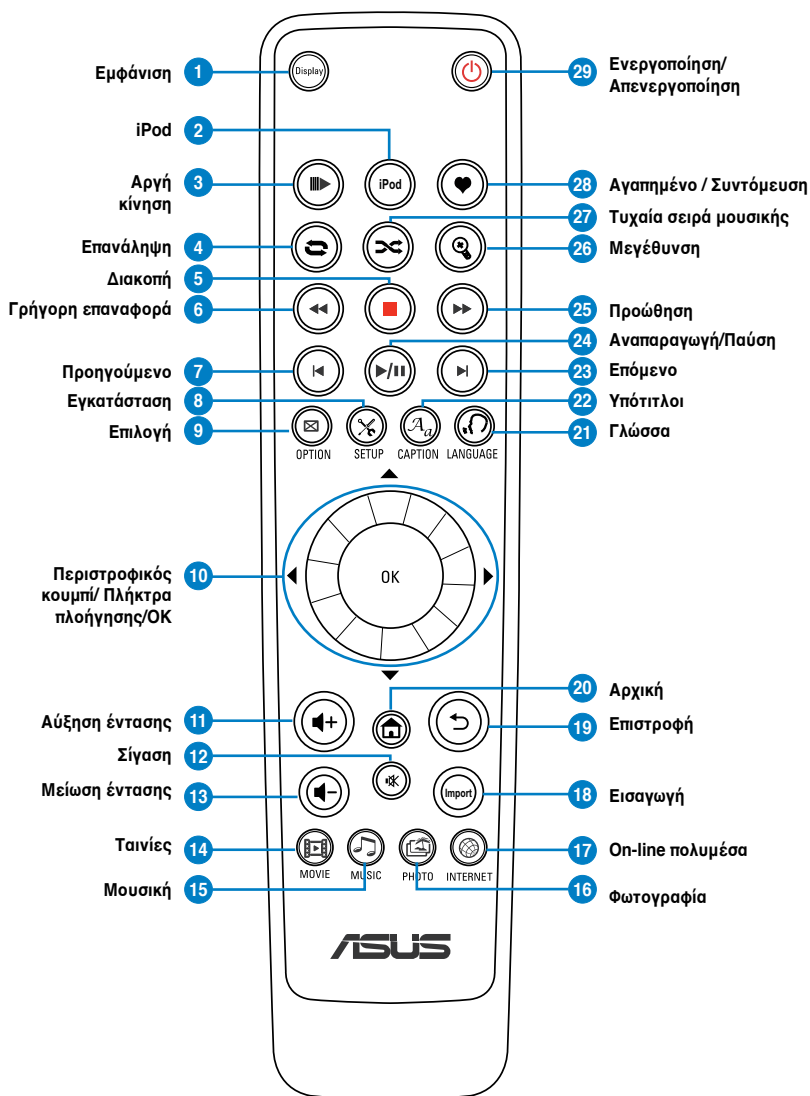 Εμφάνιση 1 Display 29 Ενεργοποίηση/
Απενεργοποίηση
iPod 2
Αργή
κίνηση 3 iPod 28 Αγαπημένο / Συντόμευση
27 Τυχαία σειρά μουσικής
Επανάληψη 4 26 Μεγέθυνση
Διακοπή 5
Γρήγορη επαναφορά 6 25 Προώθηση
24 Αναπαραγωγή/Παύση
Προηγούμενο 7 23 Επόμενο
Εγκατάσταση 8 22 Υπότιτλοι
Επιλογή 9 Aa 21 Γλώσσα
OPTION SETUP CAPTION LANGUAGE
Περιστροφικός
κουμπί/ Πλήκτρα
πλοήγησης/OK
10 OK
20 Αρχική
Αύξηση έντασης 11 19 Επιστροφή
Σίγαση 12
Μείωση έντασης 13 Import 18 Εισαγωγή
Ταινίες 14 17 On-line πολυμέσα
MOVIE MUSIC PHOTO INTERNET
Μουσική 15 16 Φωτογραφία
ASUS